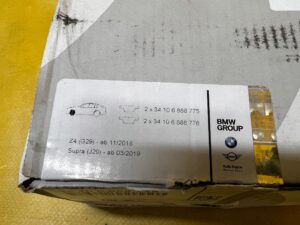 2 x 34 10 6 888 775
2 x 34 10 6 888 776
BMW
GROUP
Z4 (G29) - ab 11/2018
Supra (J29) - ab 03/2019